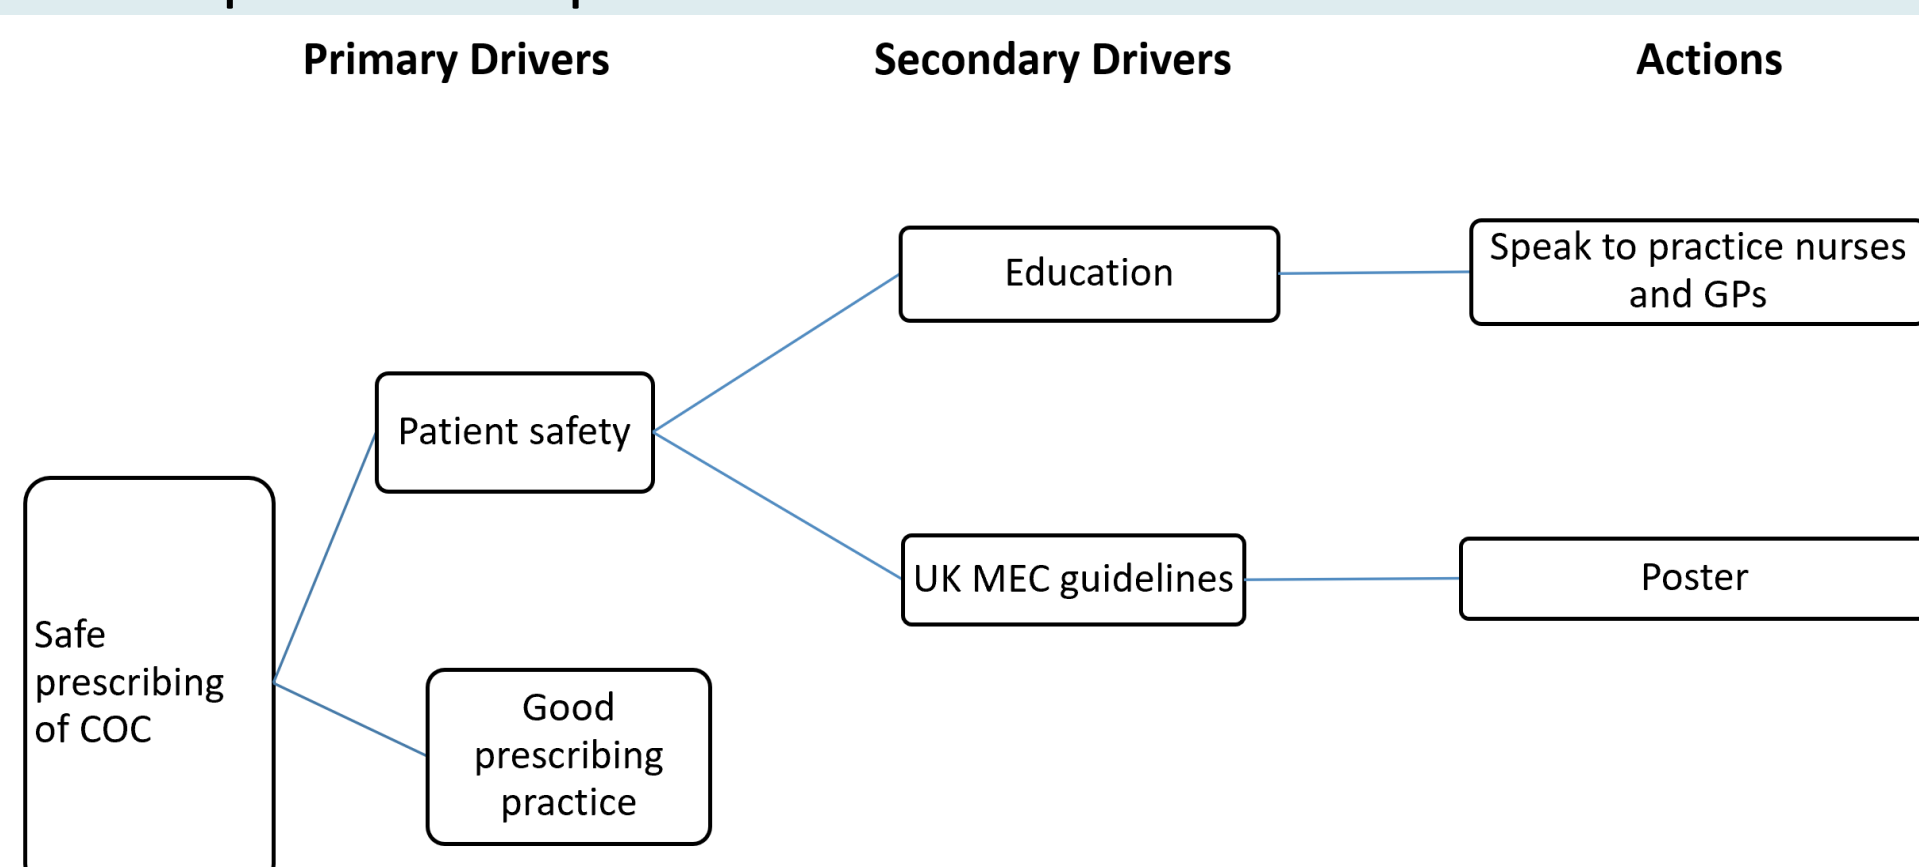 Primary Drivers
Secondary Drivers
Actions
Education
Speak to practice nurses
and GPs
Patient safety
UK MEC guidelines
Poster
Safe
prescribing
of COC
Good
prescribing
practice